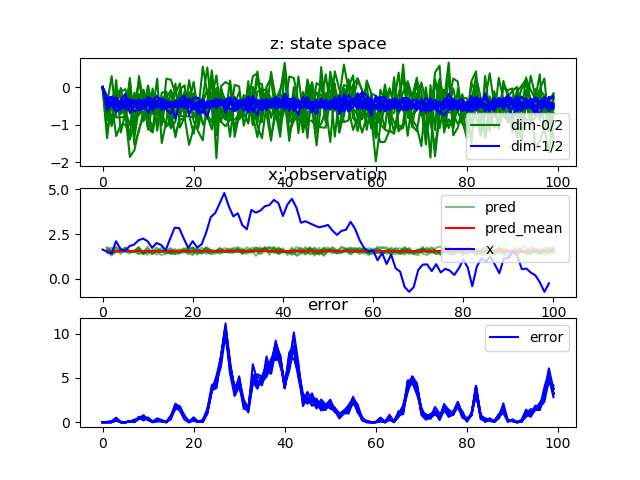 z: state space
0
−1
−2
dim-0/2
dim-1/2
0 20 40 60 80 100
x: observation
5.0
2.5
0.0
pred
pred_mean
x
0 20 40 60 80 100
error
10
5
0
error
0 20 40 60 80 100